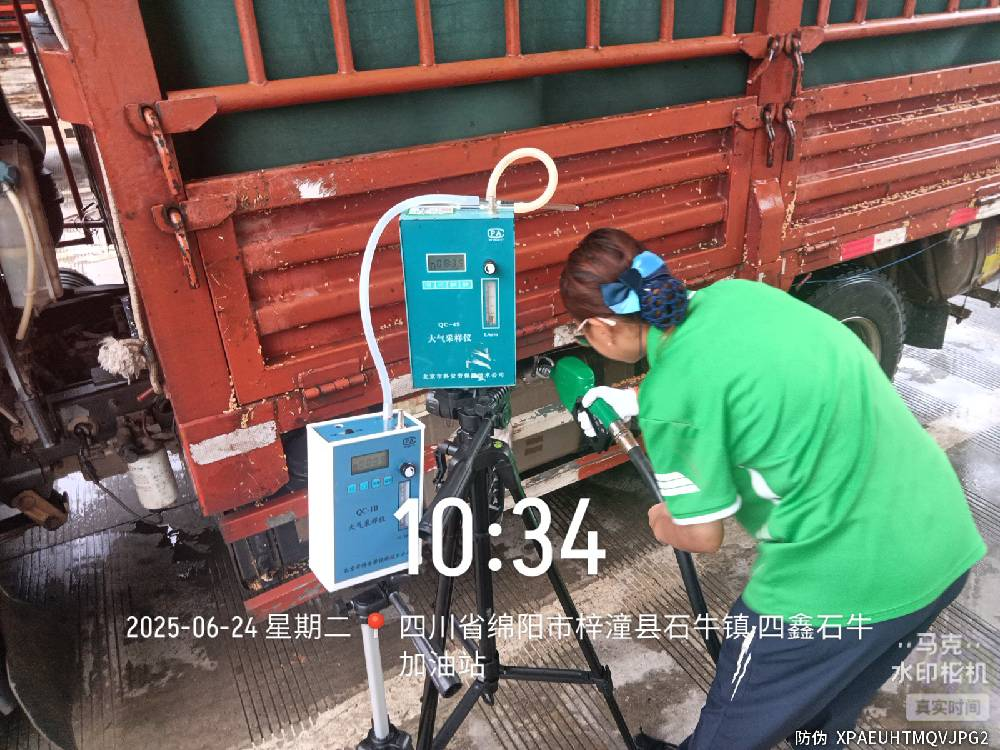 QC-4S
大气采样仪
QC-1B
大气采样仪
10:34
2025-06-24 星期二
四川省绵阳市梓潼县石牛镇·四鑫石牛
加油站
马克
水印相机
真实时间
防伪 XPAEUHTMQVJPG2